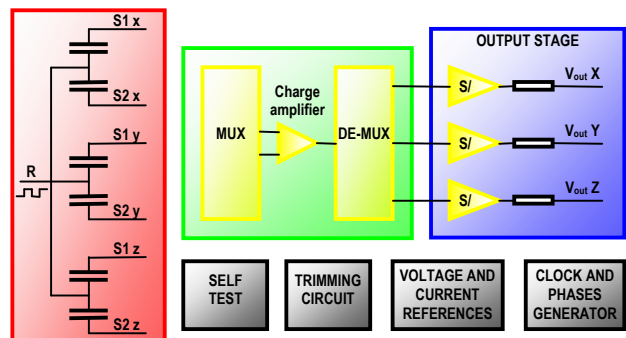 S1 x
S2 x
S1 y
R
S2 y
S1 z
S2 z
MUX
Charge
amplifier
DE-MUX
OUTPUT STAGE
S/
Vout X
S/
Vout Y
S/
Vout Z
SELF
TEST
TRIMMING
CIRCUIT
VOLTAGE AND
CURRENT
REFERENCES
CLOCK AND
PHASES
GENERATOR